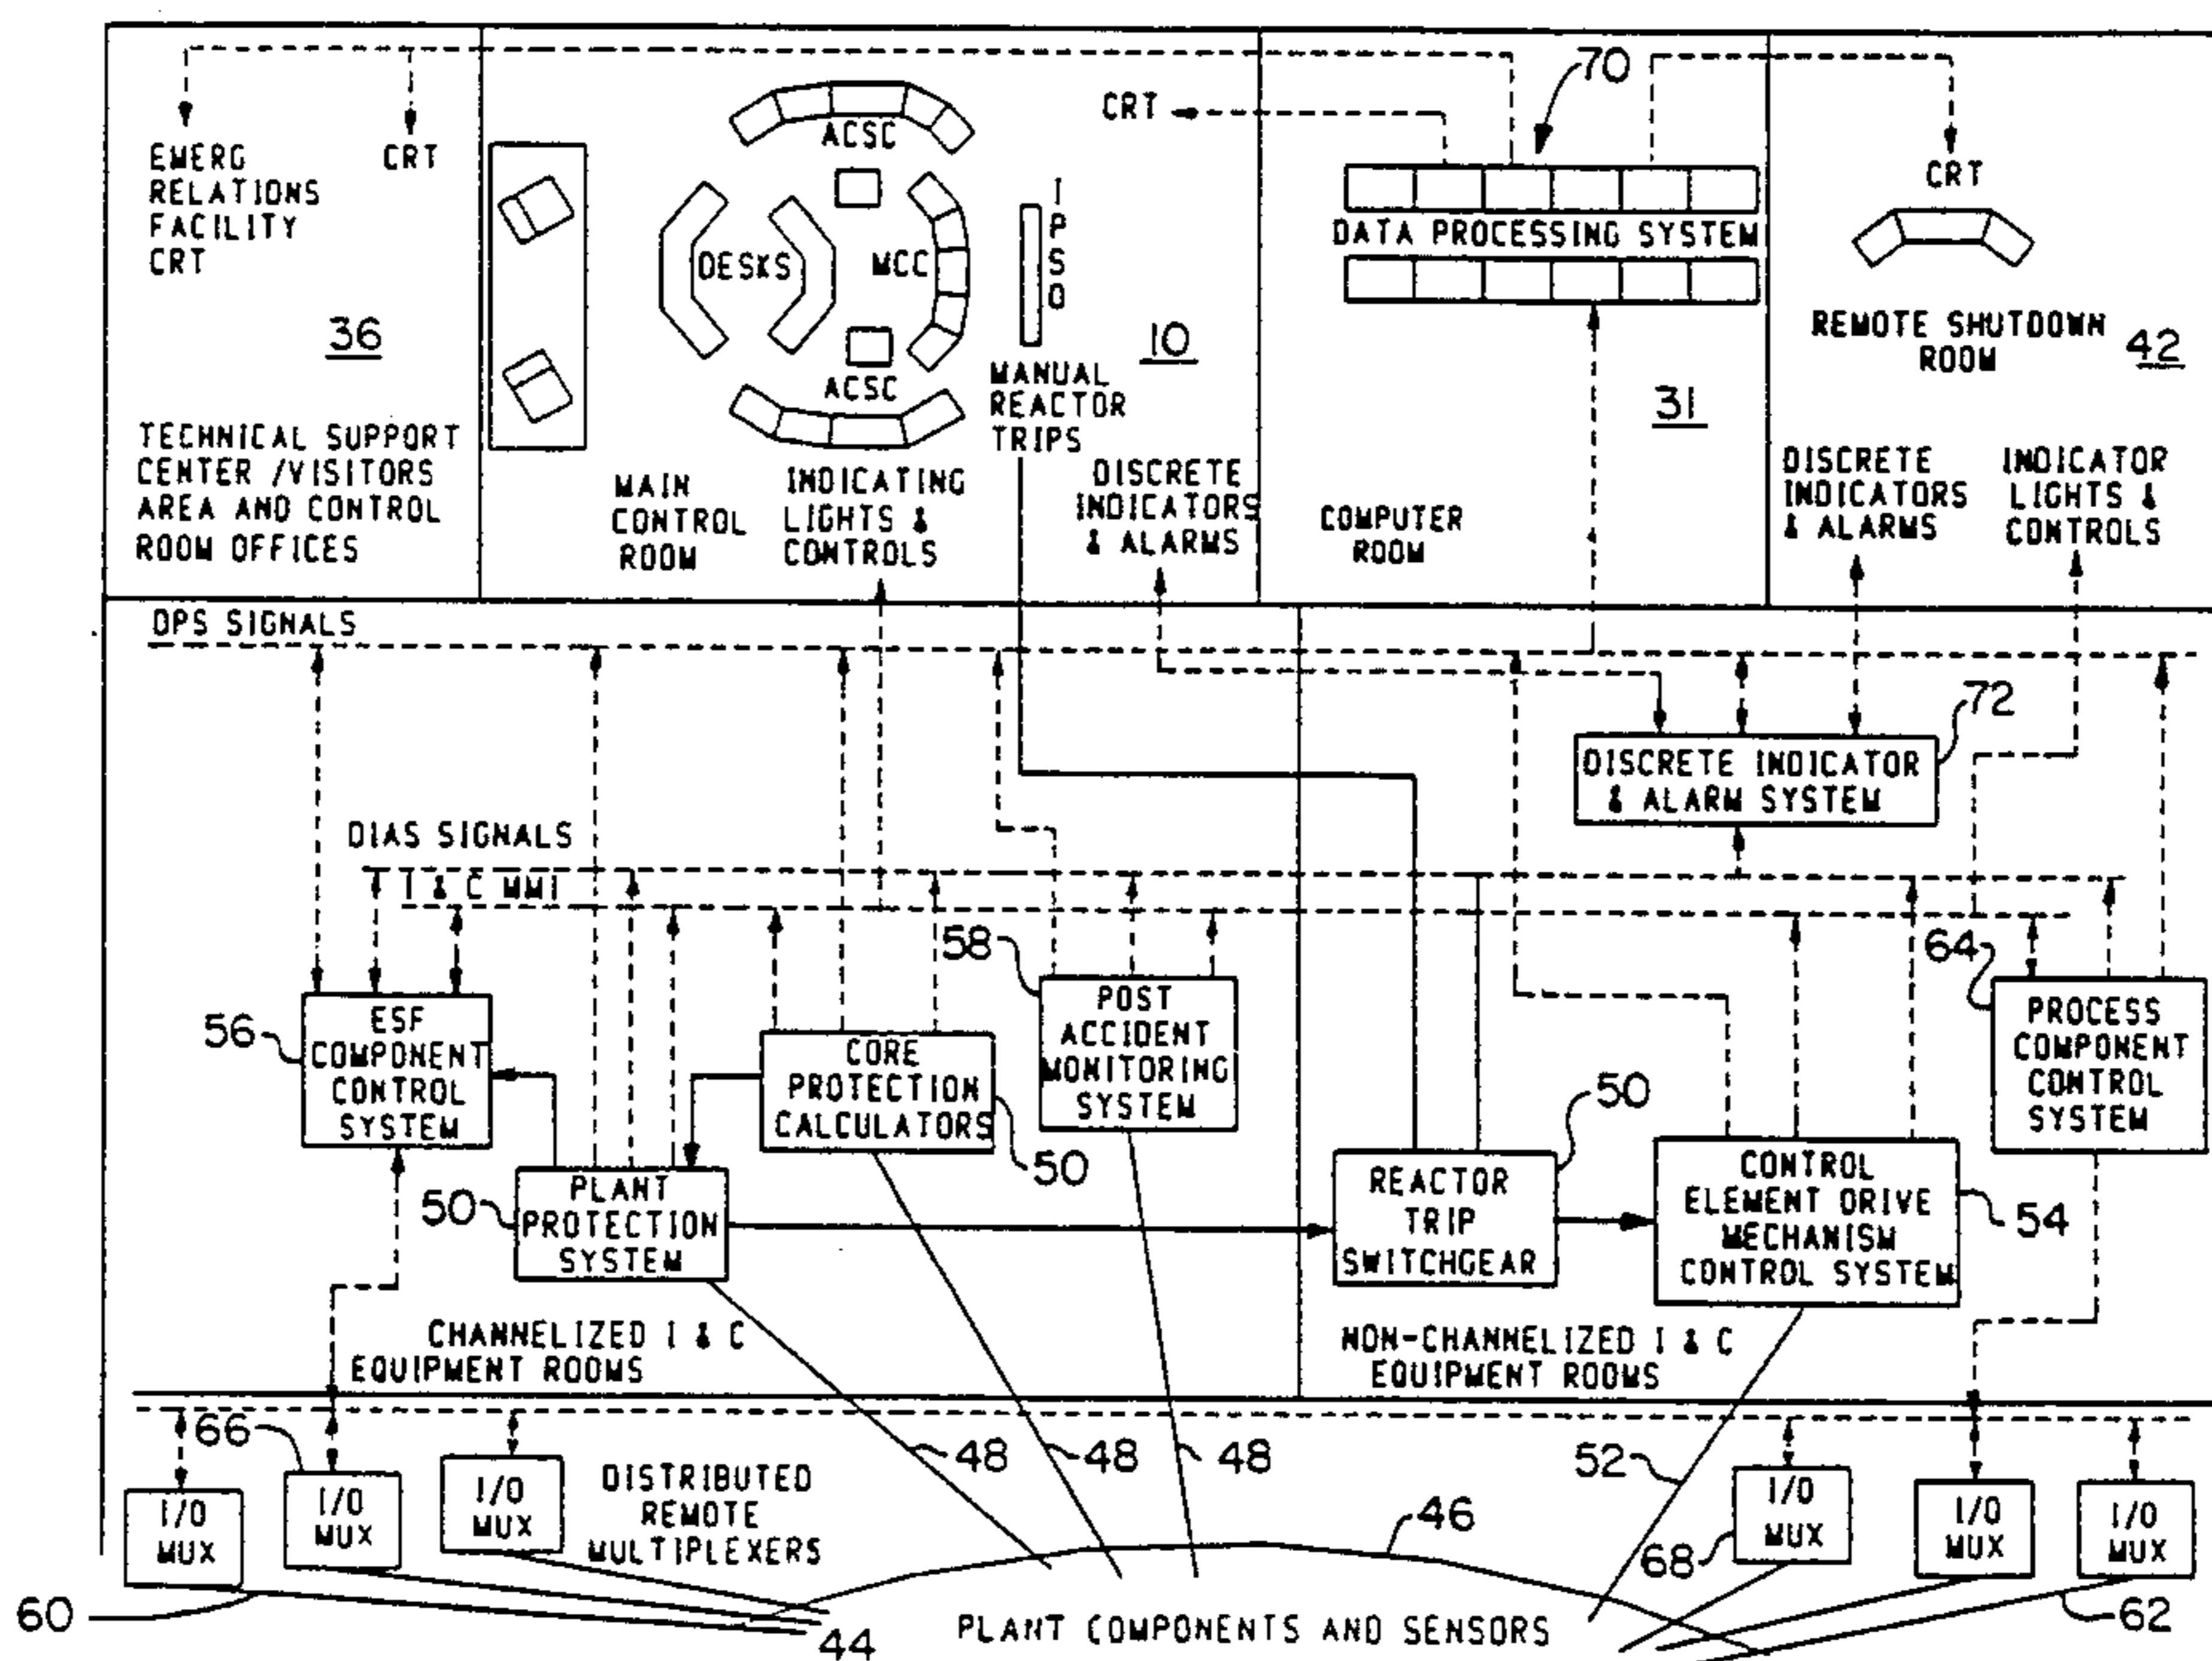 70
CRT
ACSC
EMERG
RELATIONS
FACILITY
CRT
CRT
CRT
I
P
S
O
DESKS
MCC
DATA PROCESSING SYSTEM
36
10
REMOTE SHUTDOWN
ROOM
42
ACSC
MANUAL
REACTOR
TRIPS
31
TECHNICAL SUPPORT
CENTER /VISITORS
AREA AND CONTROL
ROOM OFFICES
MAIN
CONTROL
ROOM
INDICATING
LIGHTS &
CONTROLS
DISCRETE
INDICATORS
& ALARMS
COMPUTER
ROOM
DISCRETE
INDICATORS
& ALARMS
INDICATOR
LIGHTS &
CONTROLS
DPS SIGNALS
72
DISCRETE INDICATOR
& ALARM SYSTEM
DIAS SIGNALS
I & C MMI
58
64
56
ESF
COMPONENT
CONTROL
SYSTEM
CORE
PROTECTION
CALCULATORS
50
POST
ACCIDENT
MONITORING
SYSTEM
PROCESS
COMPONENT
CONTROL
SYSTEM
50
PLANT
PROTECTION
SYSTEM
50
REACTOR
TRIP
SWITCHGEAR
CONTROL
ELEMENT DRIVE
MECHANISM
CONTROL SYSTEM
54
CHANNELIZED I & C
EQUIPMENT ROOMS
NON-CHANNELIZED I & C
EQUIPMENT ROOMS
66
48
48
48
52
I/O
MUX
I/O
MUX
I/O
MUX
DISTRIBUTED
REMOTE
MULTIPLEXERS
46
68
I/O
MUX
I/O
MUX
I/O
MUX
60
44
PLANT COMPONENTS AND SENSORS
62